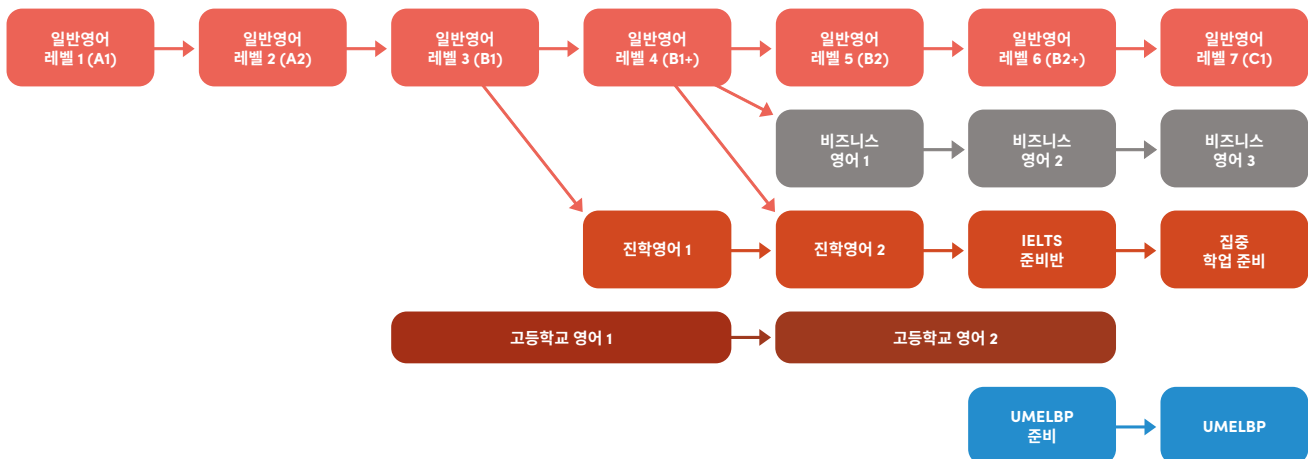 일반영어
레벨 1 (A1)
일반영어
레벨 2 (A2)
일반영어
레벨 3 (B1)
일반영어
레벨 4 (B1+)
일반영어
레벨 5 (B2)
일반영어
레벨 6 (B2+)
일반영어
레벨 7 (C1)
비즈니스
영어 1
비즈니스
영어 2
비즈니스
영어 3
진학영어 1
진학영어 2
IELTS
준비반
집중
학업 준비
고등학교 영어 1
고등학교 영어 2
UMELBP
준비
UMELBP